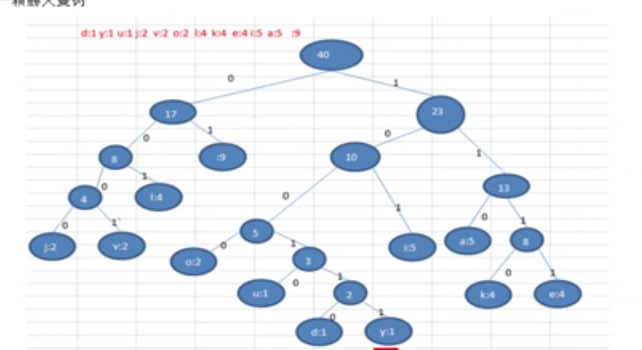 d:1 y:1 u:1 j:2 v:2 o:2 l:4 k:4 e:4 i:5 a:5 :9
40
0 1
17 23
0 1 0 1
8 :9 10 13
0 1 0 1 0 1
4 l:4 5 i:5 a:5 8
0 1` 0 1 0 1
j:2 v:2 o:2 3 k:4 e:4
0 1
u:1 2
0 1
d:1 y:1